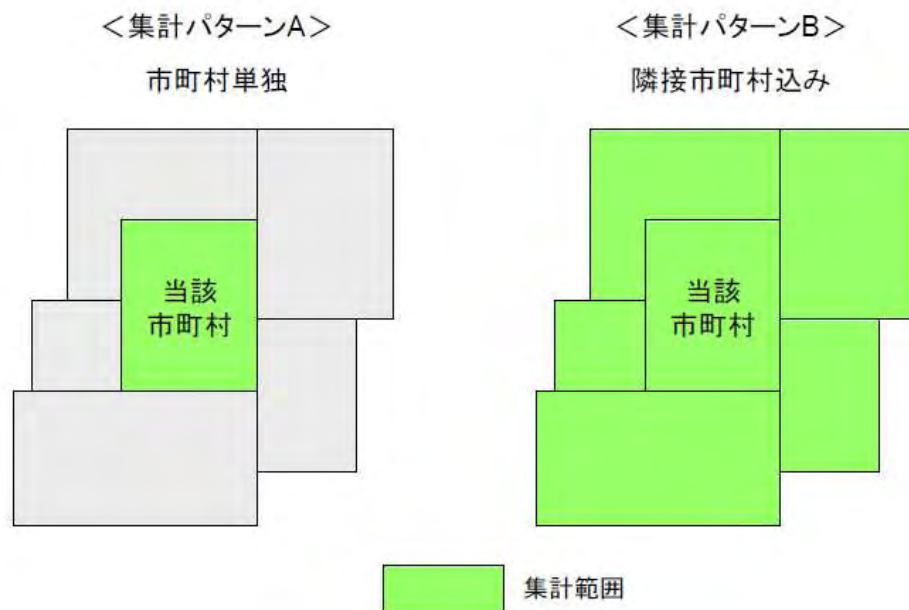 ＜集計パターンA＞
市町村単独
当該
市町村
＜集計パターンB＞
隣接市町村込み
当該
市町村
集計範囲